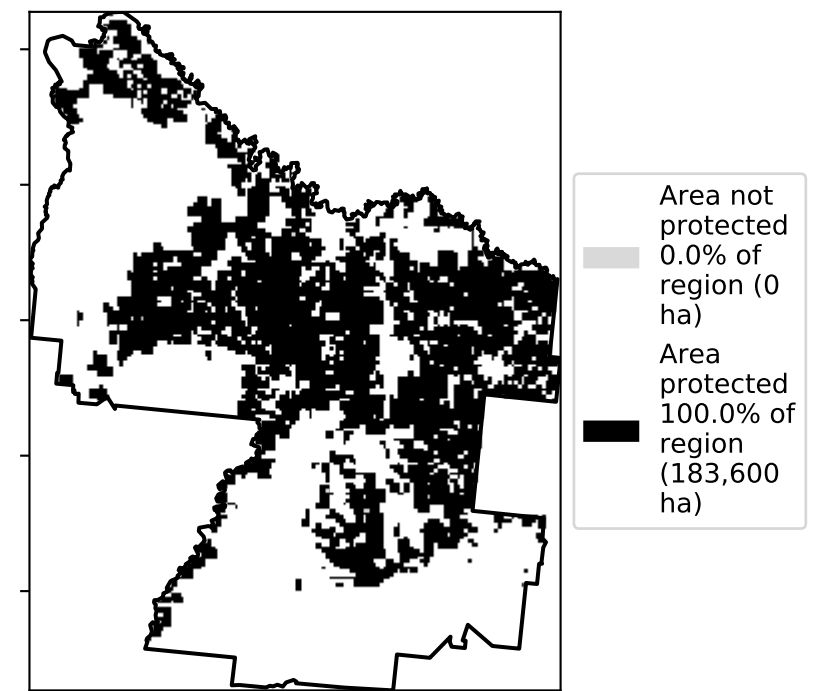 Area not
protected
0.0% of
region (0
ha)
Area
protected
100.0% of
region
(183,600
ha)